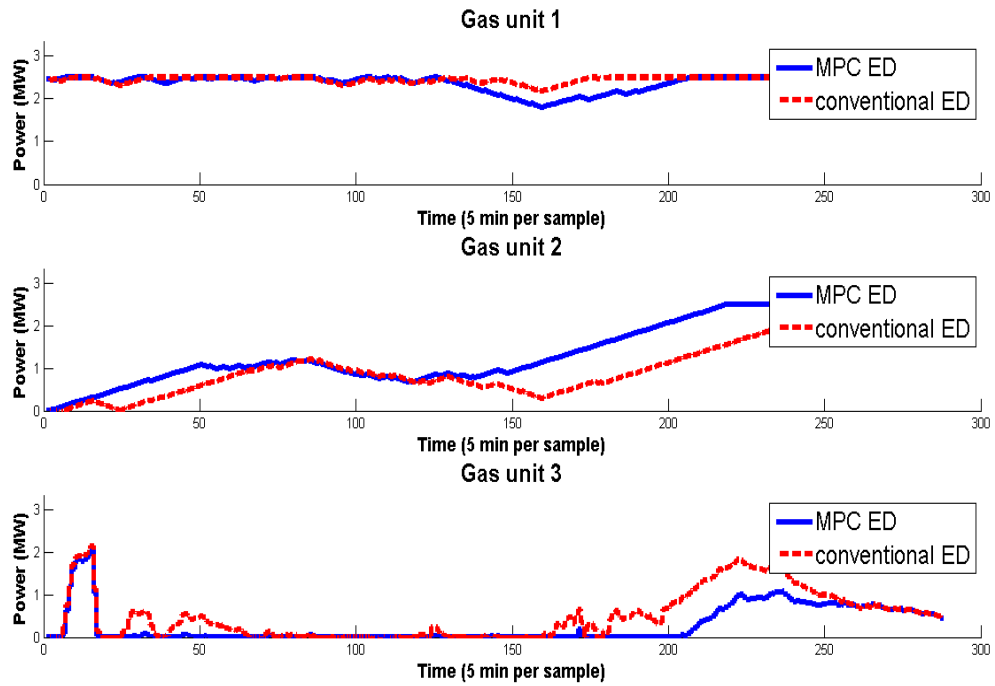 Gas unit 1
Power (MW)
3
2
1
0
MPC ED
conventional ED
0 50 100 150 200 250 300
Time (5 min per sample)
Gas unit 2
Power (MW)
3
2
1
0
MPC ED
conventional ED
0 50 100 150 200 250 300
Time (5 min per sample)
Gas unit 3
Power (MW)
3
2
1
0
MPC ED
conventional ED
0 50 100 150 200 250 300
Time (5 min per sample)